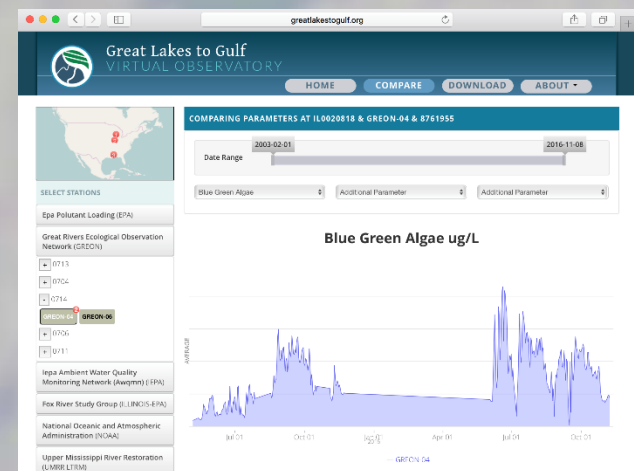 greatlakestogulf.org
Great Lakes to Gulf
VIRTUAL OBSERVATORY
HOME
COMPARE
DOWNLOAD
ABOUT
COMPARING PARAMETERS AT IL0020818 & GREON-04 & 8761955
Date Range
2003-02-01
2016-11-08
Blue Green Algae
Additional Parameter
Additional Parameter
SELECT STATIONS
Epa Polutant Loading (EPA)
Great Rivers Ecological Observation
Network (GREON)
+ 0713
+ 0704
- 0714
GREON-04
2
GREON-06
+ 0706
+ 0711
Iepa Ambient Water Quality
Monitoring Network (Awqmn) (IEPA)
Fox River Study Group (ILLINOIS-EPA)
National Oceanic and Atmospheric
Administration (NOAA)
Upper Mississippi River Restoration
(UMRR LTRM)
Blue Green Algae ug/L
AVERAGE
Jul 01
Oct 01
Apr 01
Jul 01
Oct 01
GREON-04